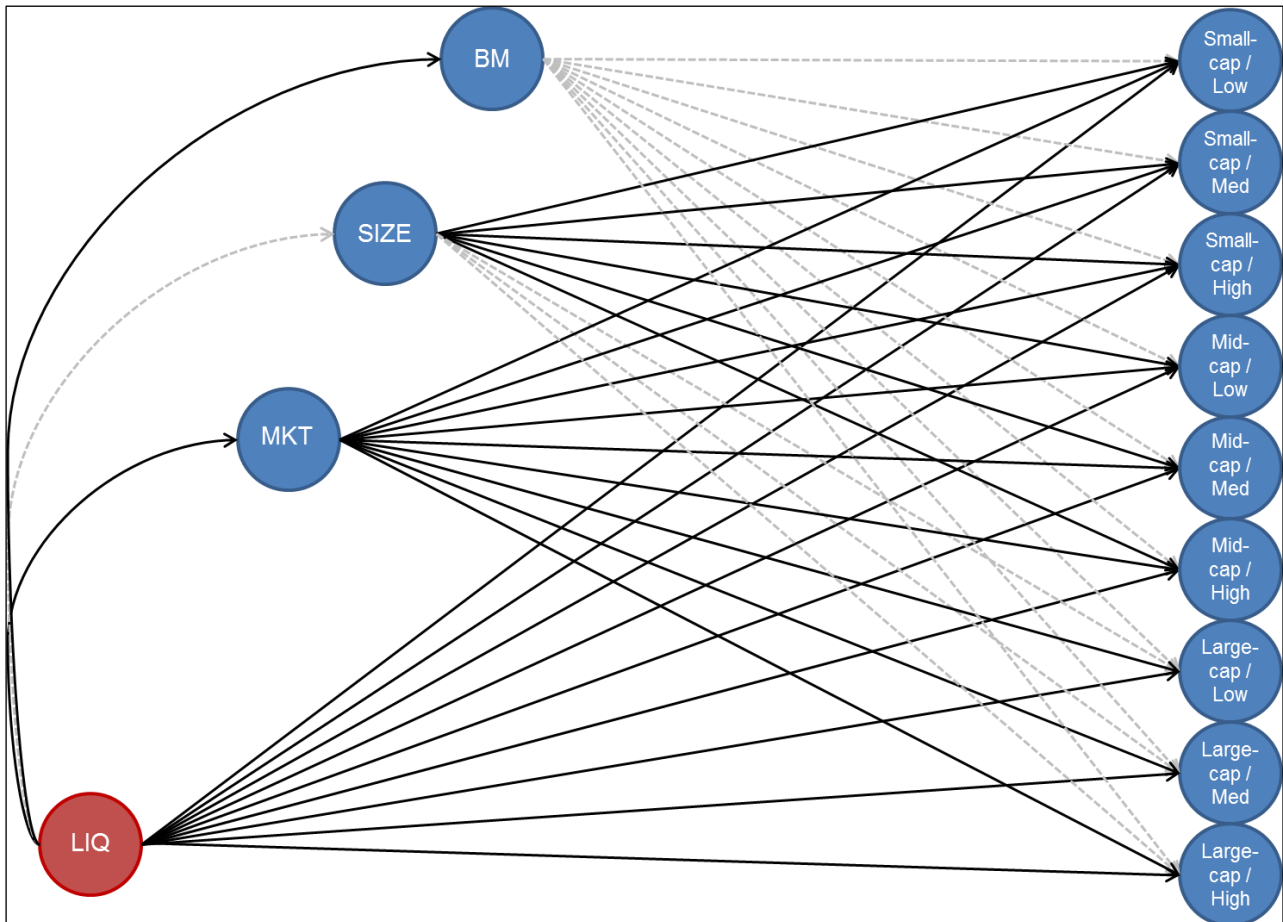 BM
SIZE
MKT
LIQ
Small-
cap /
Low
Small-
cap /
Med
Small-
cap /
High
Mid-
cap /
Low
Mid-
cap /
Med
Mid-
cap /
High
Large-
cap /
Low
Large-
cap /
Med
Large-
cap /
High